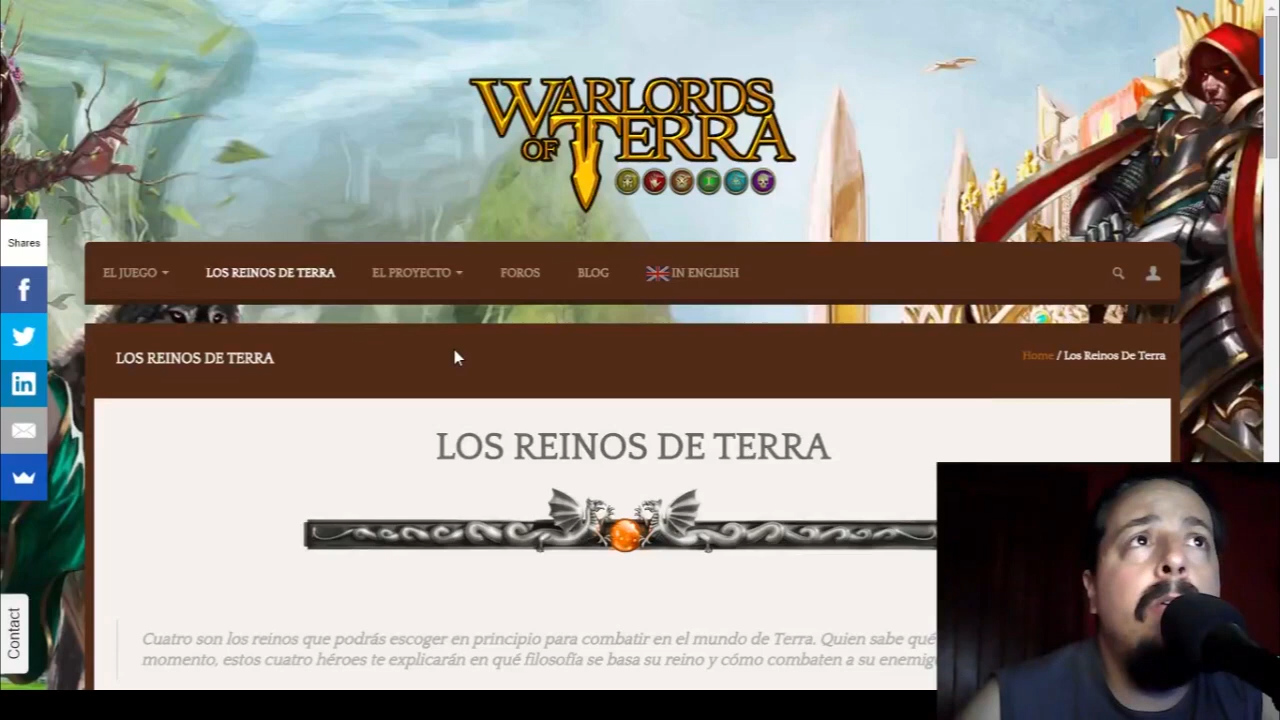 WARLORDS
OF TERRA
Shares
EL JUEGO LOS REINOS DE TERRA EL PROYECTO FOROS BLOG IN ENGLISH
LOS REINOS DE TERRA
Home / Los Reinos De Terra
LOS REINOS DE TERRA
Cuatro son los reinos que podrás escoger en principio para combatir en el mundo de Terra. Quien sabe qué
momento, estos cuatro héroes te explicarán en qué filosofía se basa su reino y cómo combaten a su
Contact